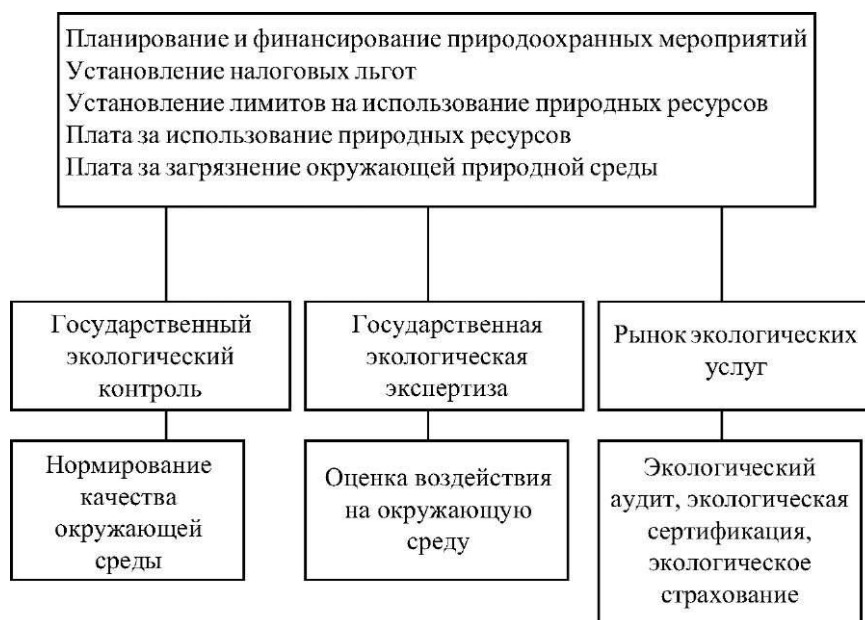 Планирование и финансирование природоохранных мероприятий
Установление налоговых льгот
Установление лимитов на использование природных ресурсов
Плата за использование природных ресурсов
Плата за загрязнение окружающей природной среды
Государственный
экологический
контроль
Государственная
экологическая
экспертиза
Рынок экологических
услуг
Нормирование
качества
окружающей
среды
Оценка воздействия
на окружающую
среду
Экологический
аудит, экологическая
сертификация,
экологическое
страхование